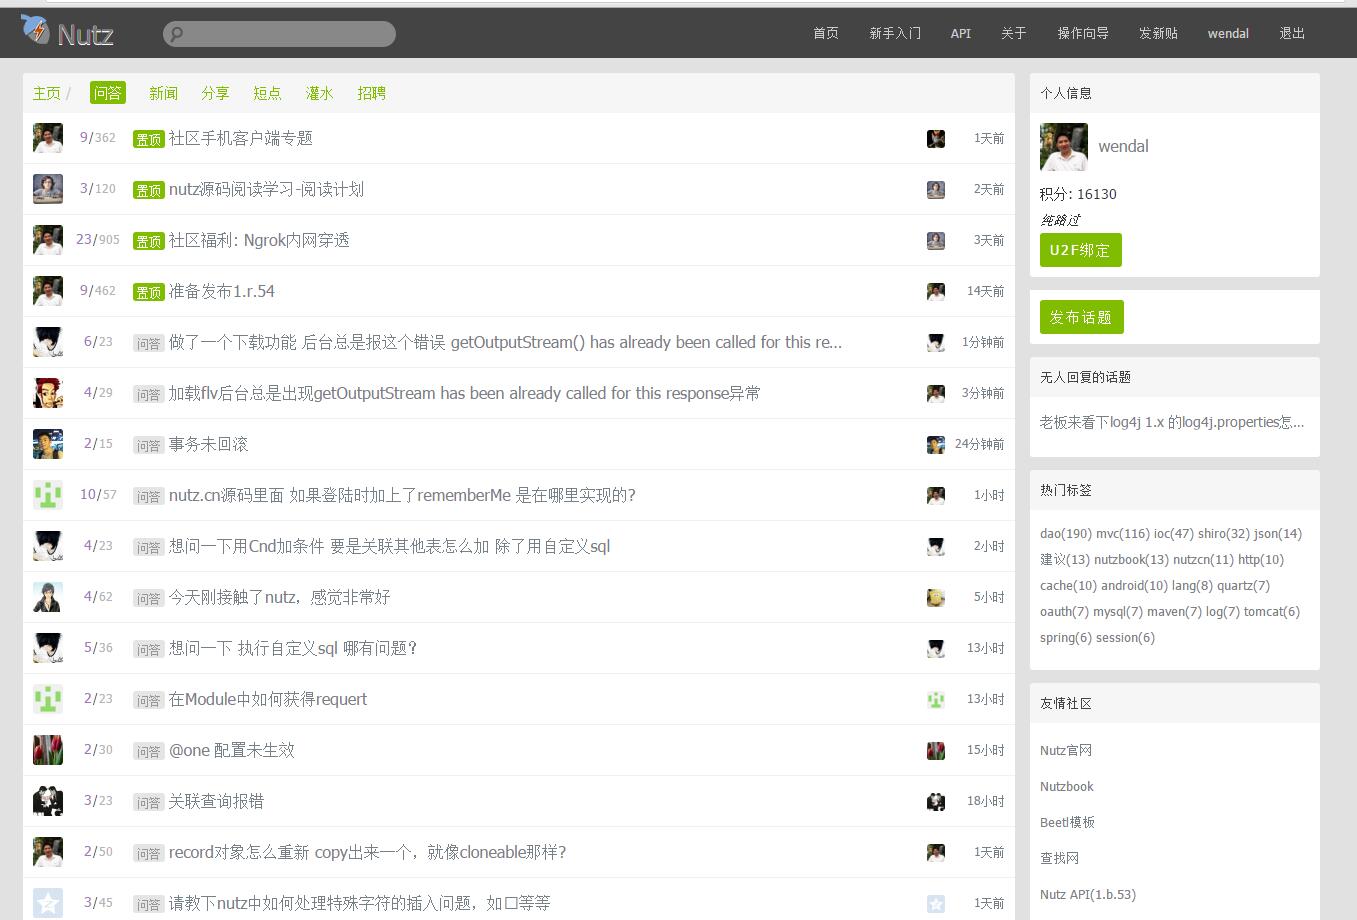 Nutz
首页 新手入门 API 关于 操作向导 发新贴 wendal 退出
主页 / 问答 新闻 分享 短点 灌水 招聘
9/362 置顶 社区手机客户端专题 1天前
3/120 置顶 nutz源码阅读学习-阅读计划 2天前
23/905 置顶 社区福利: Ngrok内网穿透 3天前
9/462 置顶 准备发布1.r.54 14天前
6/23 问答 做了一个下载功能 后台总是报这个错误 getOutputStream() has already been called for this re... 1分钟前
4/29 问答 加载flv后台总是出现getOutputStream has been already called for this response异常 3分钟前
2/15 问答 事务未回滚 24分钟前
10/57 问答 nutz.cn源码里面 如果登陆时加上了rememberMe 是在哪里实现的? 1小时
4/23 问答 想问一下用Cnd加条件 要是关联其他表怎么加 除了用自定义sql 2小时
4/62 问答 今天刚接触了nutz，感觉非常好 5小时
5/36 问答 想问一下 执行自定义sql 哪有问题？ 13小时
2/23 问答 在Module中如何获得requert 13小时
2/30 问答 @one 配置未生效 15小时
3/23 问答 关联查询报错 18小时
2/50 问答 record对象怎么重新 copy出来一个，就像cloneable那样? 1天前
3/45 问答 请教下nutz中如何处理特殊字符的插入问题，如□等等 1天前
个人信息
wendal
积分: 16130
纯路过
U2F绑定
发布话题
无人回复的话题
老板来看下log4j 1.x 的log4j.properties怎...
热门标签
dao(190) mvc(116) ioc(47) shiro(32) json(14)
建议(13) nutzbook(13) nutzcn(11) http(10)
cache(10) android(10) lang(8) quartz(7)
oauth(7) mysql(7) maven(7) log(7) tomcat(6)
spring(6) session(6)
友情社区
Nutz官网
Nutzbook
Beetl模板
查找网
Nutz API(1.b.53)